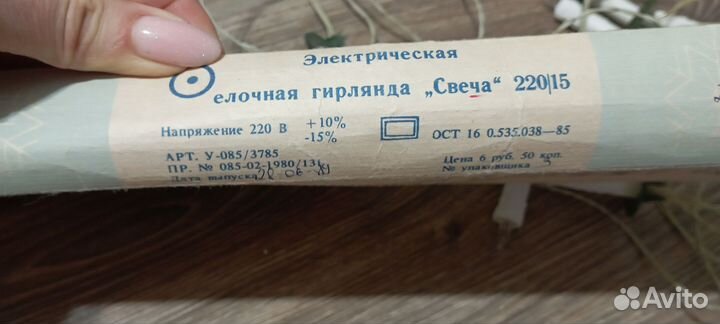 Электрическая
елочная гирлянда „Свеча“ 220/15
Напряжение 220 В +10% -15%
ОСТ 16 0.535.038—85
АРТ. У-085/3785
ПР. № 085-02-1980/13
Дата выпуска
Цена 6 руб. 50 коп.
№ упаковщика
Avito